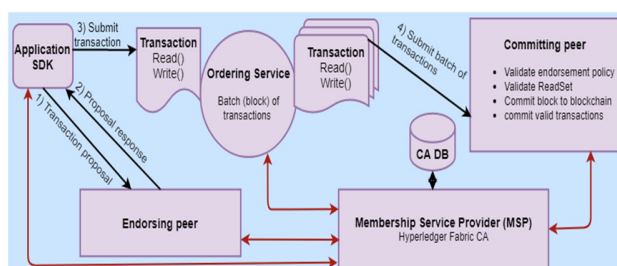 Application
SDK
3) Submit
transaction
Transaction
Read()
Write()
Ordering Service
Batch (block) of
transactions
Transaction
Read()
Write()
4) Submit batch of
transactions
Committing peer
• Validate endorsement policy
• Validate ReadSet
• Commit block to blockchain
• commit valid transactions
1) Transaction proposal
2) Proposal response
CA DB
Endorsing peer
Membership Service Provider (MSP)
Hyperledger Fabric CA